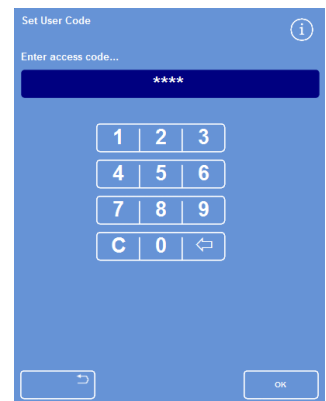 Set User Code
i
Enter access code...
****
1 | 2 | 3
4 | 5 | 6
7 | 8 | 9
C | 0 | ⇦
OK